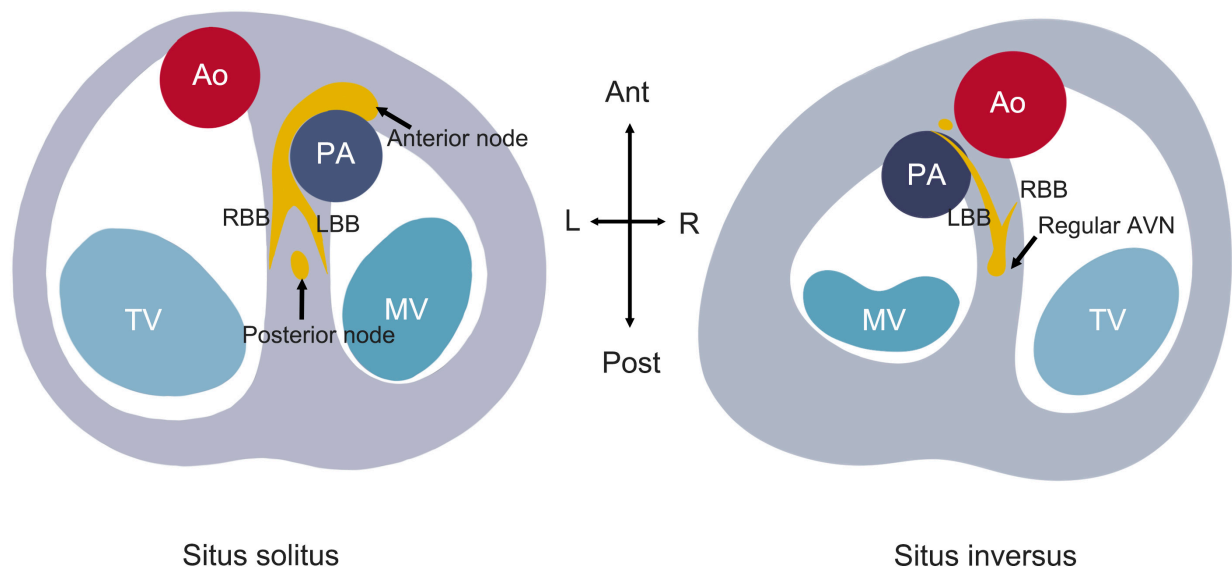 Ao
PA
Anterior node
RBB
LBB
TV
MV
Posterior node
Situs solitus
Ant
L
R
Post
Ao
PA
RBB
LBB
Regular AVN
MV
TV
Situs inversus